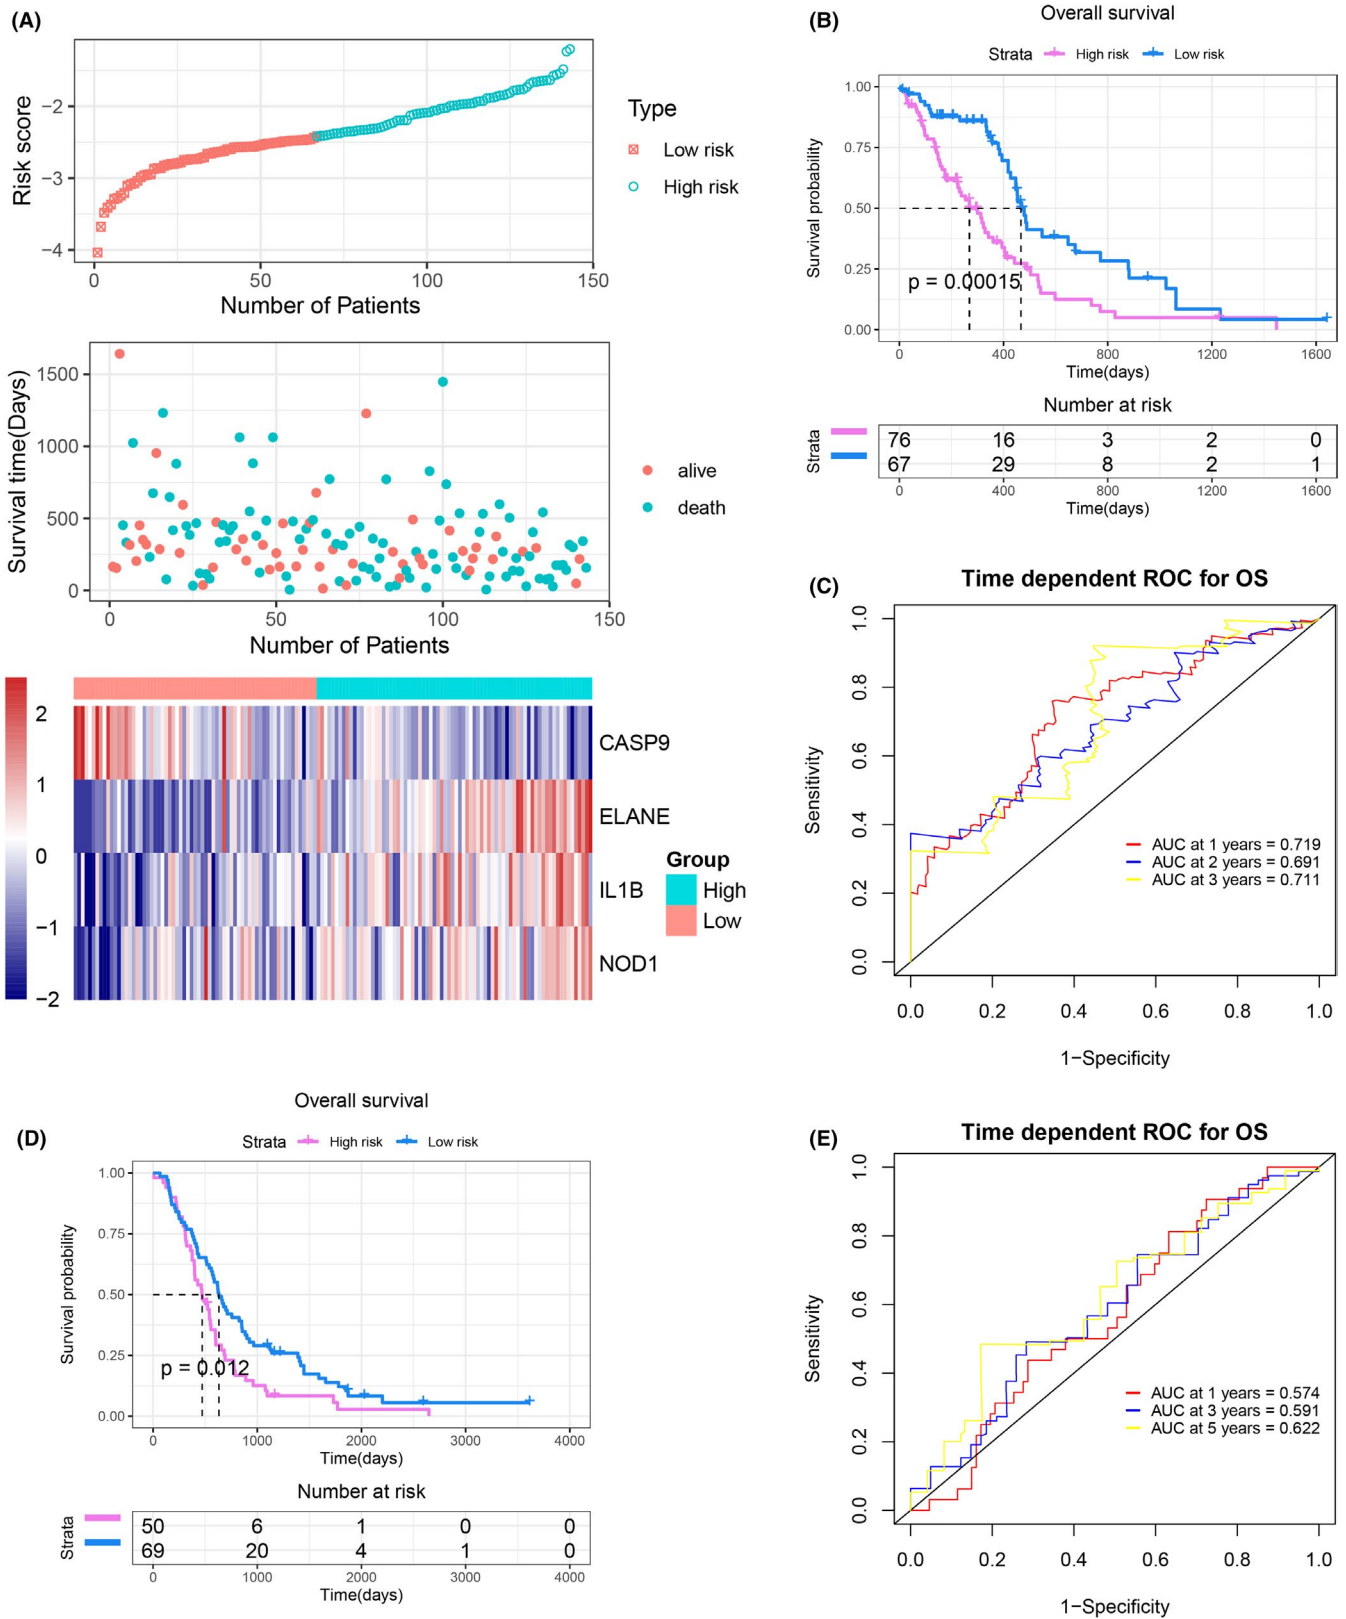 (A)
Risk score
−2
−3
−4
0 50 100 150
Number of Patients
Type
Low risk
High risk
Survival time(Days)
1500
1000
500
0
0 50 100 150
Number of Patients
alive
death
2
1
0
−1
−2
CASP9
ELANE
IL1B
NOD1
Group
High
Low
(B)
Overall survival
Strata High risk Low risk
Survival probability
1.00
0.75
0.50
0.25
0.00
p = 0.00015
0 400 800 1200 1600
Time(days)
Number at risk
Strata
76 16 3 2 0
67 29 8 2 1
0 400 800 1200 1600
Time(days)
(C)
Time dependent ROC for OS
Sensitivity
1.0
0.8
0.6
0.4
0.2
0.0
AUC at 1 years = 0.719
AUC at 2 years = 0.691
AUC at 3 years = 0.711
0.0 0.2 0.4 0.6 0.8 1.0
1−Specificity
(D)
Overall survival
Strata High risk Low risk
Survival probability
1.00
0.75
0.50
0.25
0.00
p = 0.012
0 1000 2000 3000 4000
Time(days)
Number at risk
Strata
50 6 1 0 0
69 20 4 1 0
0 1000 2000 3000 4000
Time(days)
(E)
Time dependent ROC for OS
Sensitivity
1.0
0.8
0.6
0.4
0.2
0.0
AUC at 1 years = 0.574
AUC at 3 years = 0.591
AUC at 5 years = 0.622
0.0 0.2 0.4 0.6 0.8 1.0
1−Specificity